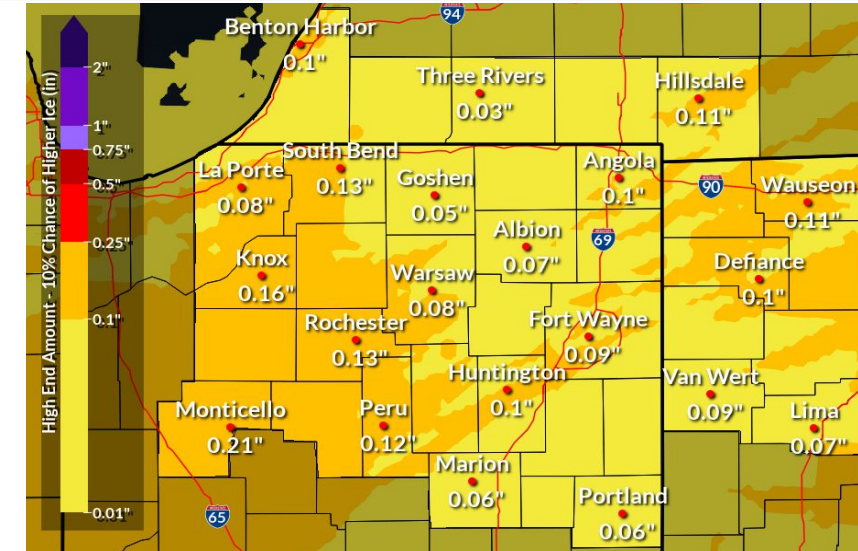 High End Amount - 10% Chance of Higher Ice (in)
2"
1"
0.75"
0.5"
0.25"
0.1"
0.01"
94
Benton Harbor
0.1"
Three Rivers
0.03"
Hillsdale
0.11"
South Bend
0.13"
La Porte
0.08"
Goshen
0.05"
Angola
0.1"
90
Wauseon
0.11"
Albion
0.07"
69
Knox
0.16"
Warsaw
0.08"
Defiance
0.1"
Rochester
0.13"
Fort Wayne
0.09"
Huntington
0.1"
Van Wert
0.09"
Monticello
0.21"
Peru
0.12"
Lima
0.07"
Marion
0.06"
Portland
0.06"
65